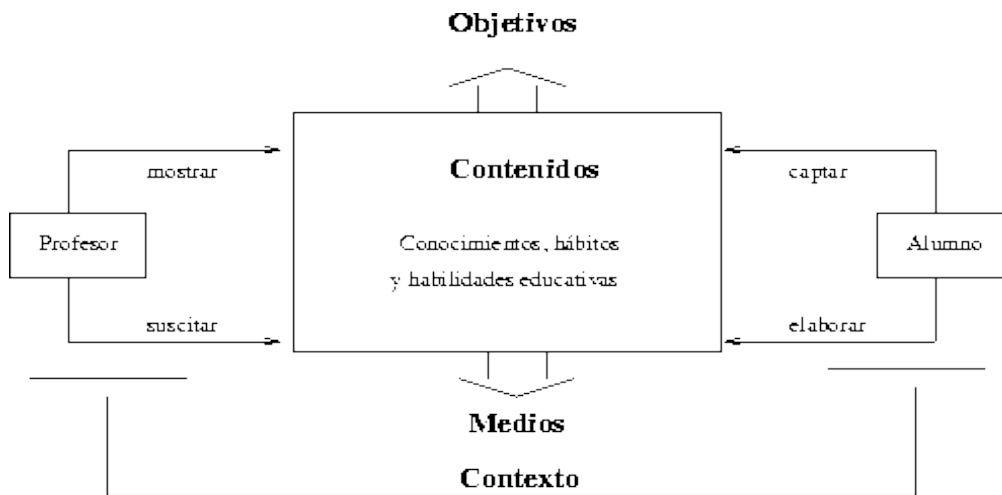 Objetivos
Contenidos
mostrar
captar
Profesor
Conocimientos, hábitos
y habilidades educativas
Alumno
suscitar
elaborar
Medios
Contexto